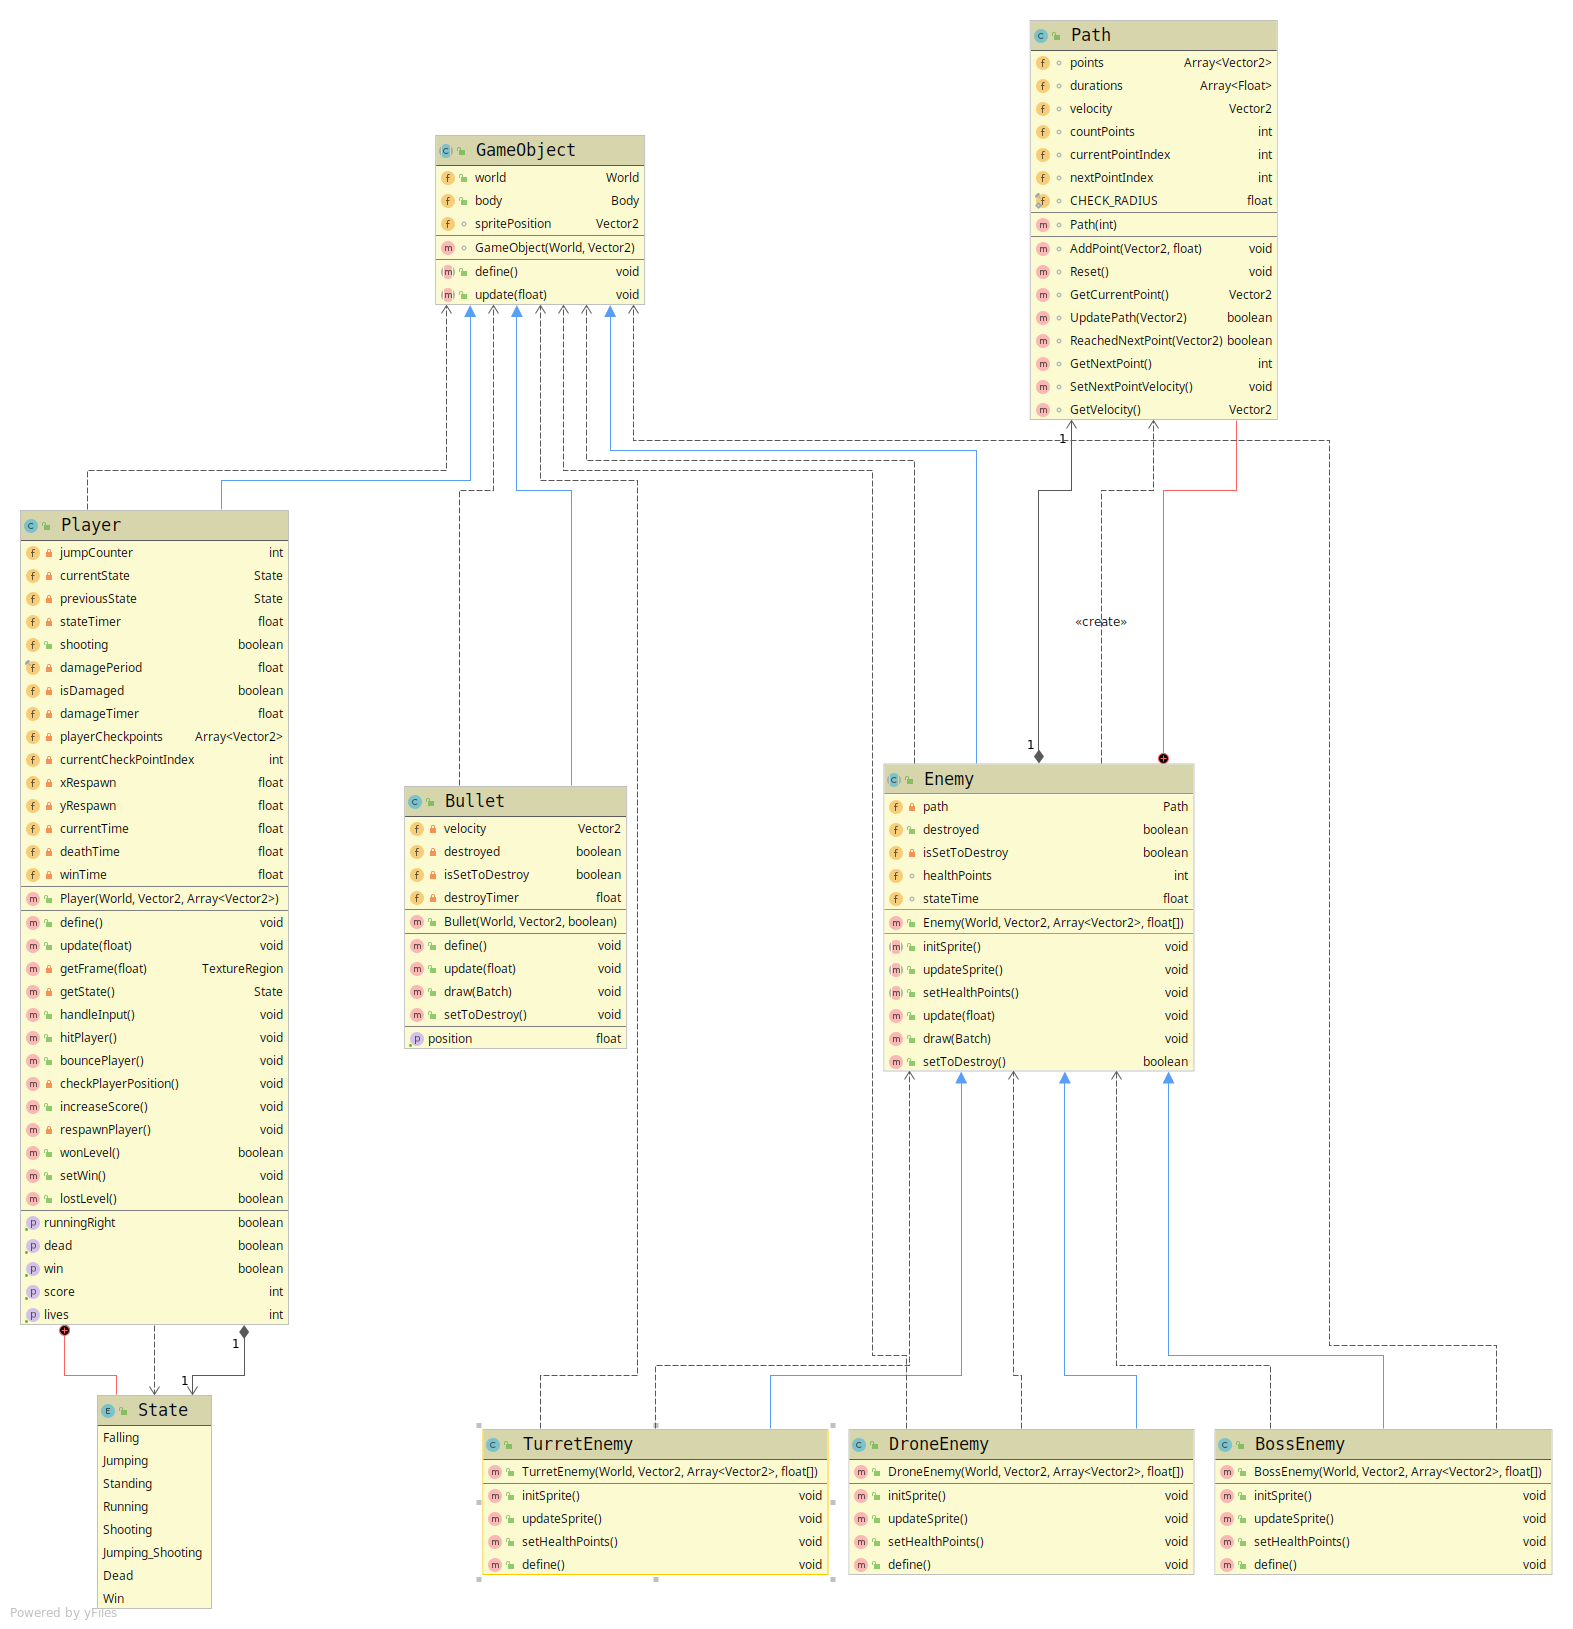 Path
points Array<Vector2>
durations Array<Float>
velocity Vector2
countPoints int
currentPointIndex int
nextPointIndex int
CHECK_RADIUS float
Path(int)
AddPoint(Vector2, float) void
Reset() void
GetCurrentPoint() Vector2
UpdatePath(Vector2) boolean
ReachedNextPoint(Vector2) boolean
GetNextPoint() int
SetNextPointVelocity() void
GetVelocity() Vector2
GameObject
world World
body Body
spritePosition Vector2
GameObject(World, Vector2)
define() void
update(float) void
1
«create»
1
Player
jumpCounter int
currentState State
previousState State
stateTimer float
shooting boolean
damagePeriod float
isDamaged boolean
damageTimer float
playerCheckpoints Array<Vector2>
currentCheckPointIndex int
xRespawn float
yRespawn float
currentTime float
deathTime float
winTime float
Player(World, Vector2, Array<Vector2>)
define() void
update(float) void
getFrame(float) TextureRegion
getState() State
handleInput() void
hitPlayer() void
bouncePlayer() void
checkPlayerPosition() void
increaseScore() void
respawnPlayer() void
wonLevel() boolean
setWin() void
lostLevel() boolean
runningRight boolean
dead boolean
win boolean
score int
lives int
Bullet
velocity Vector2
destroyed boolean
isSetToDestroy boolean
destroyTimer float
Bullet(World, Vector2, boolean)
define() void
update(float) void
draw(Batch) void
setToDestroy() void
position float
Enemy
path Path
destroyed boolean
isSetToDestroy boolean
healthPoints int
stateTime float
Enemy(World, Vector2, Array<Vector2>, float[])
initSprite() void
updateSprite() void
setHealthPoints() void
update(float) void
draw(Batch) void
setToDestroy() boolean
1
1
State
Falling
Jumping
Standing
Running
Shooting
Jumping_Shooting
Dead
Win
TurretEnemy
TurretEnemy(World, Vector2, Array<Vector2>, float[])
initSprite() void
updateSprite() void
setHealthPoints() void
define() void
DroneEnemy
DroneEnemy(World, Vector2, Array<Vector2>, float[])
initSprite() void
updateSprite() void
setHealthPoints() void
define() void
BossEnemy
BossEnemy(World, Vector2, Array<Vector2>, float[])
initSprite() void
updateSprite() void
setHealthPoints() void
define() void
Powered by yFiles